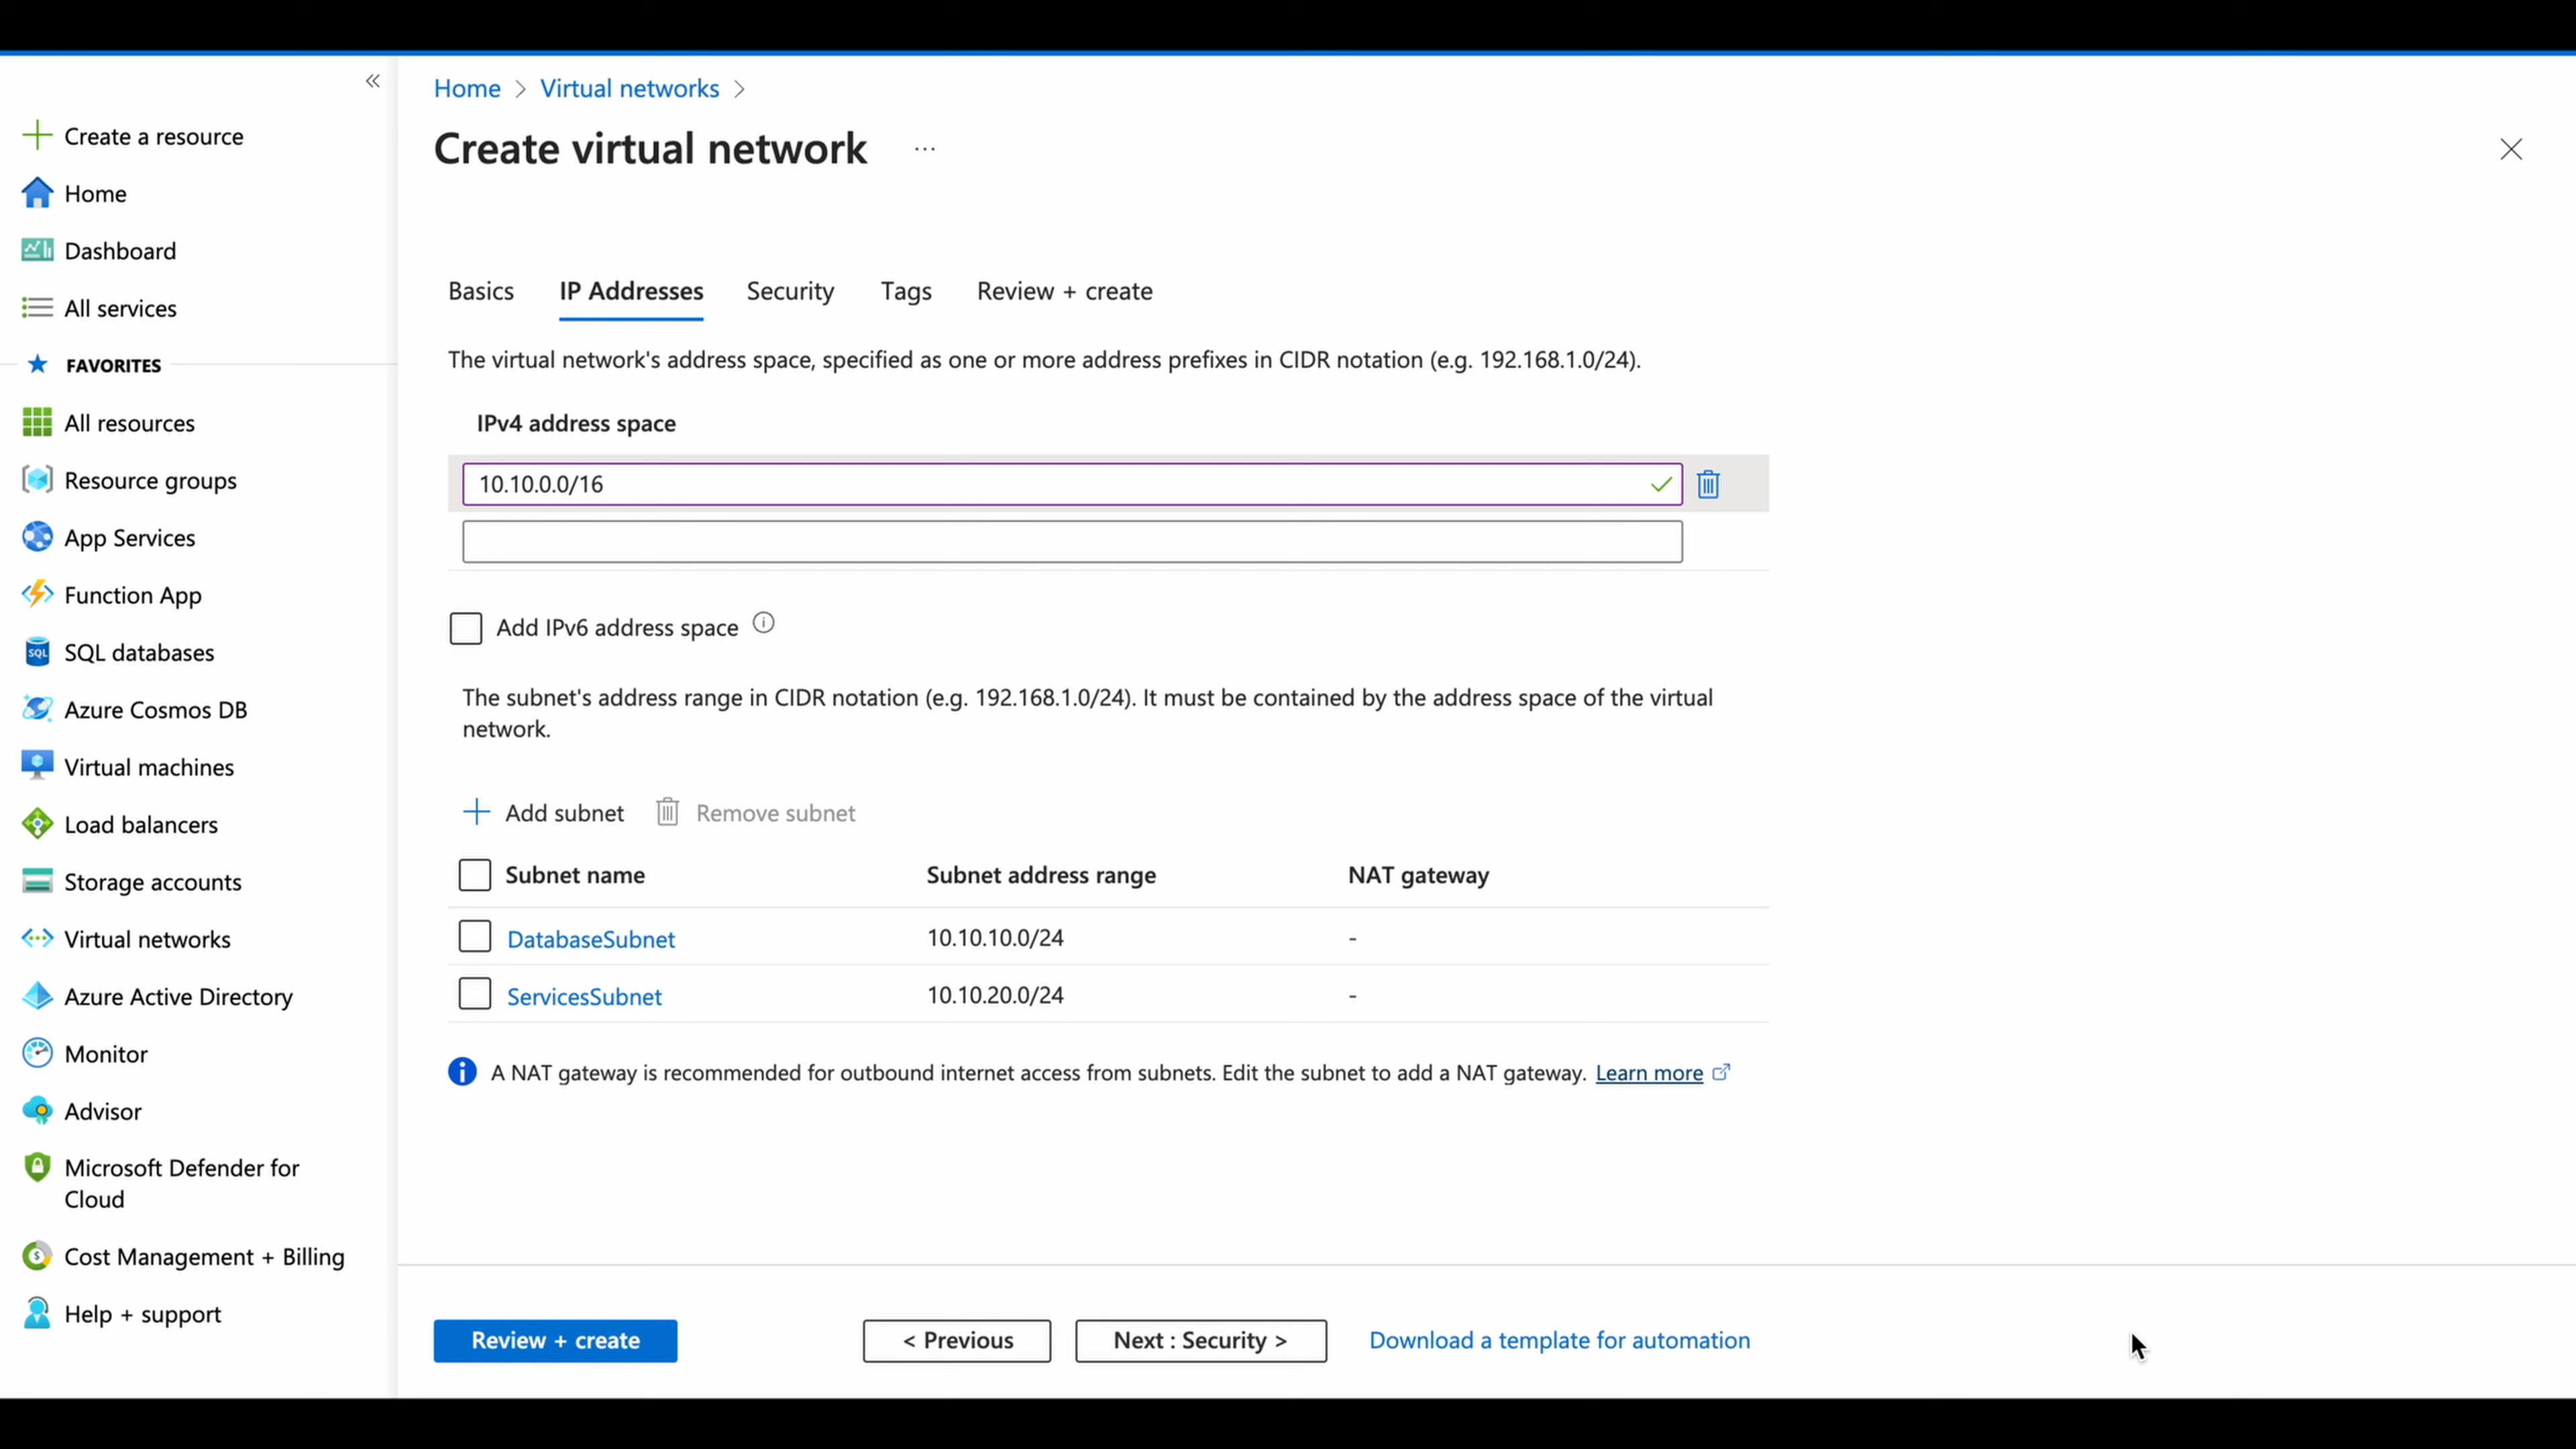 Create a resource
Home
Dashboard
All services
FAVORITES
All resources
Resource groups
App Services
Function App
SQL databases
Azure Cosmos DB
Virtual machines
Load balancers
Storage accounts
Virtual networks
Azure Active Directory
Monitor
Advisor
Microsoft Defender for
Cloud
Cost Management + Billing
Help + support
Home > Virtual networks >
Create virtual network ...
Basics IP Addresses Security Tags Review + create
The virtual network's address space, specified as one or more address prefixes in CIDR notation (e.g. 192.168.1.0/24).
IPv4 address space
10.10.0.0/16
Add IPv6 address space
The subnet's address range in CIDR notation (e.g. 192.168.1.0/24). It must be contained by the address space of the virtual
network.
Add subnet Remove subnet
Subnet name Subnet address range NAT gateway
DatabaseSubnet 10.10.10.0/24 -
ServicesSubnet 10.10.20.0/24 -
A NAT gateway is recommended for outbound internet access from subnets. Edit the subnet to add a NAT gateway. Learn more
Review + create < Previous Next : Security > Download a template for automation